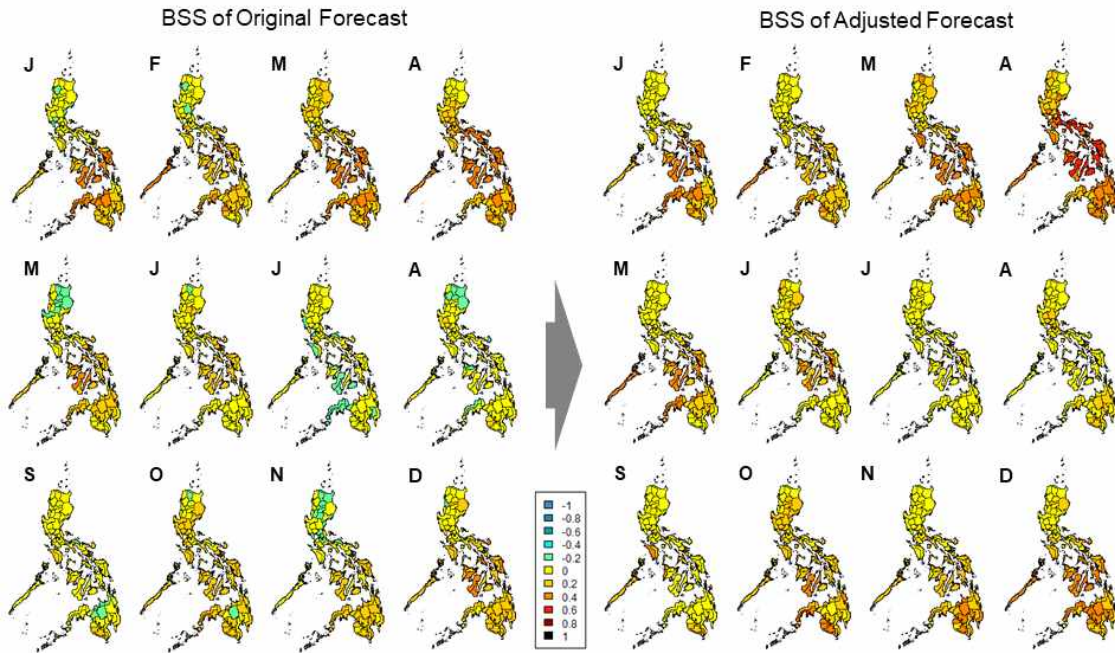 BSS of Original Forecast
BSS of Adjusted Forecast
J F M A
J F M A
M J J A
M J J A
S O N D
S O N D
-1
-0.8
-0.6
-0.4
-0.2
0
0.2
0.4
0.6
0.8
1